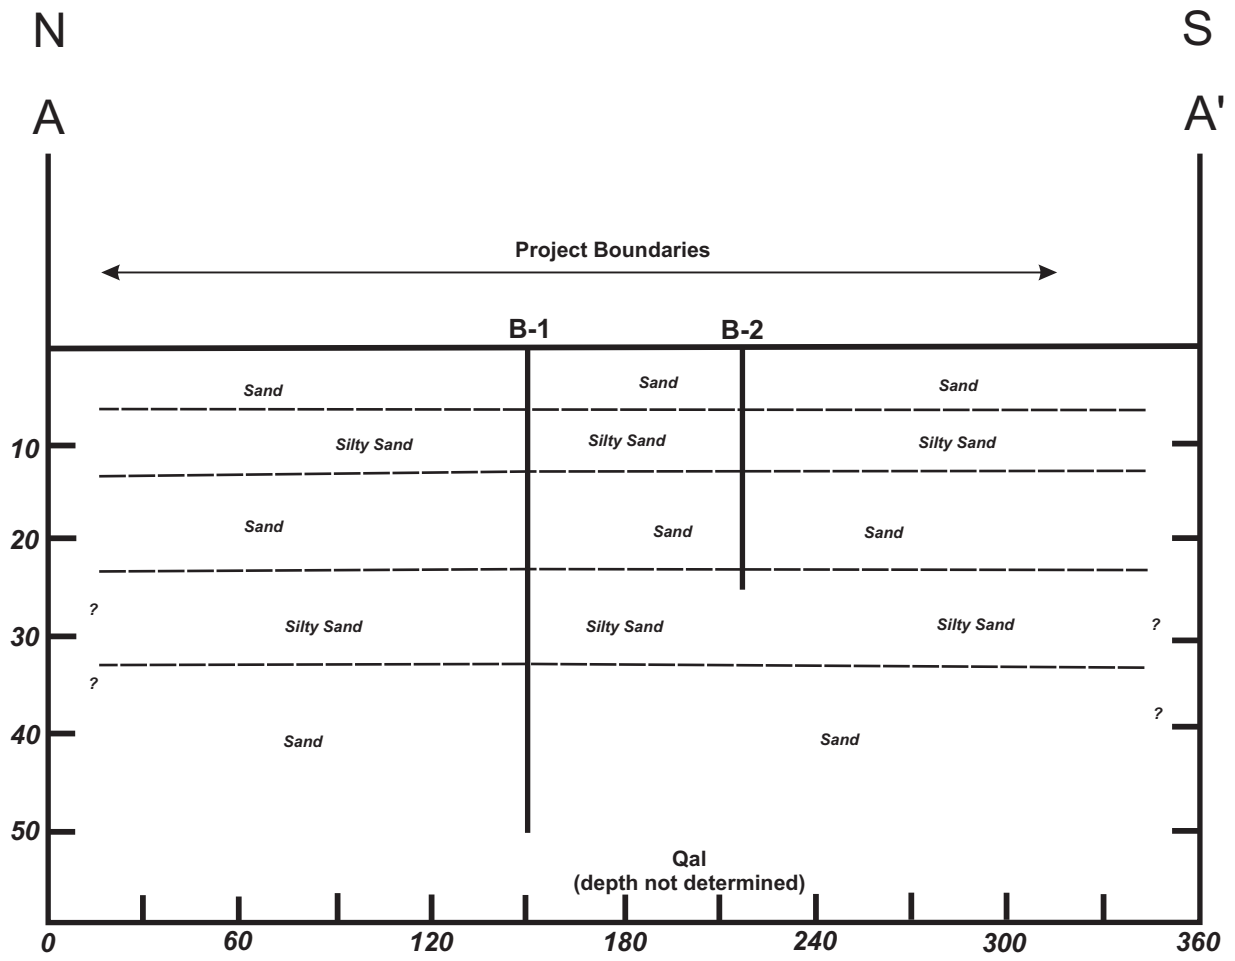 N
S
A
A'
Project Boundaries
B-1
B-2
Sand
Sand
Sand
10
Silty Sand
Silty Sand
Silty Sand
20
Sand
Sand
Sand
?
30
Silty Sand
Silty Sand
Silty Sand
?
?
?
40
Sand
Sand
50
Qal
(depth not determined)
0
60
120
180
240
300
360